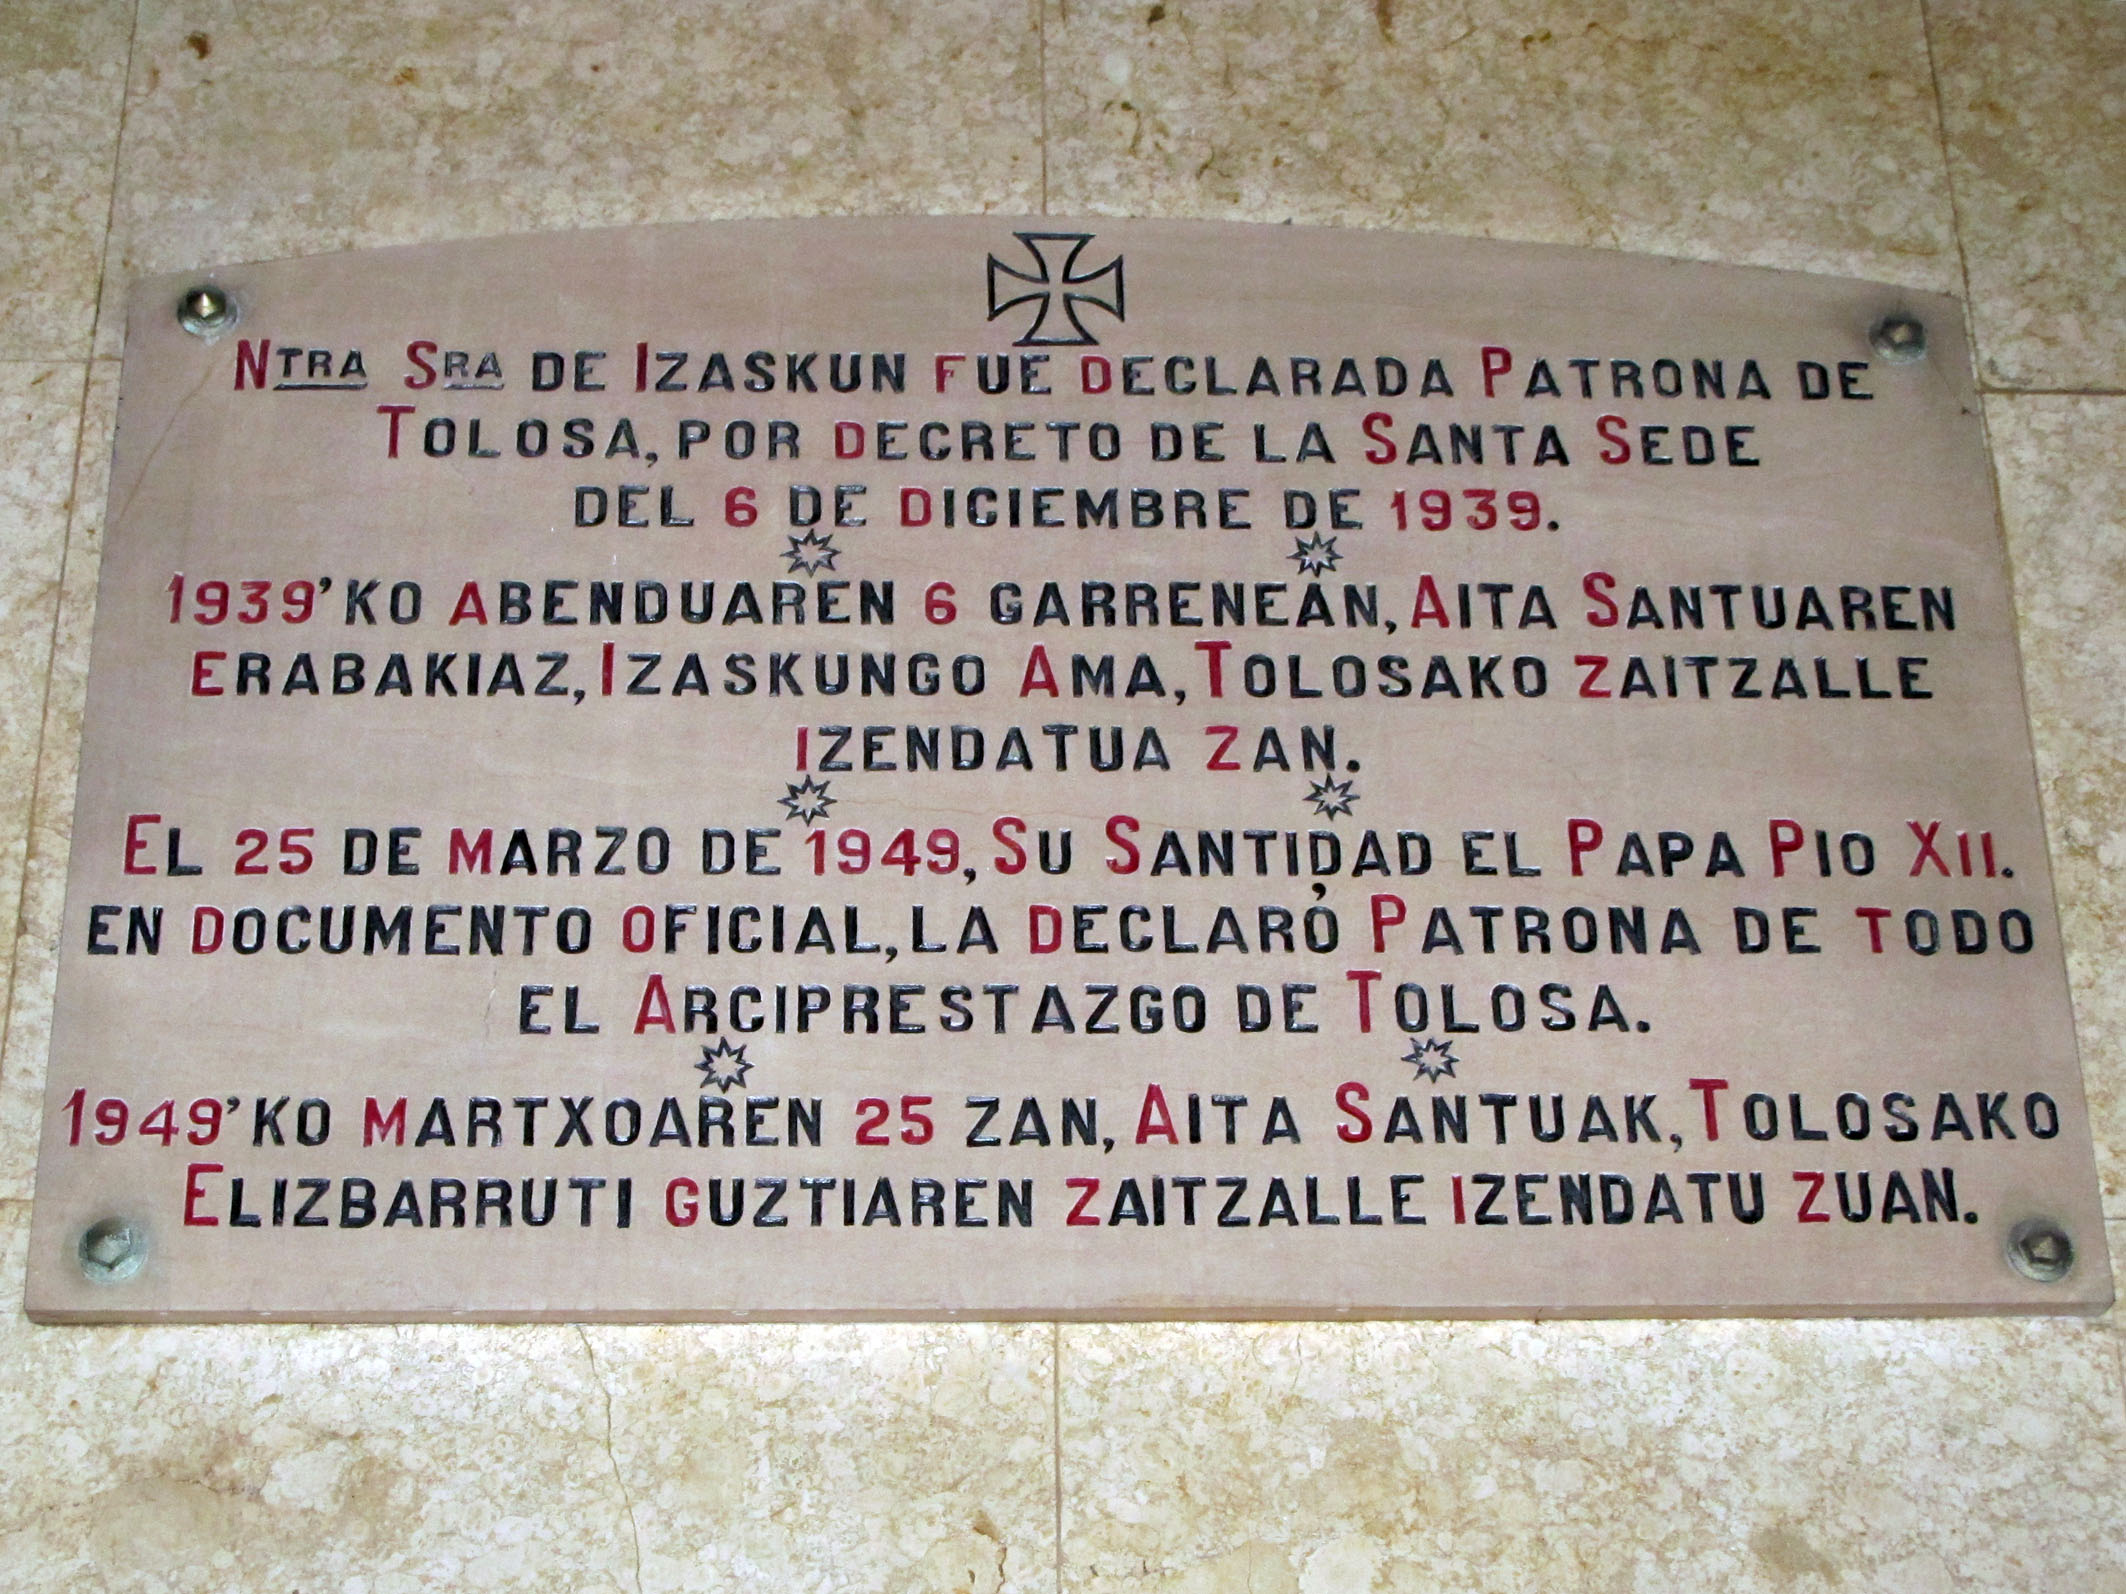 NTRA SRA DE IZASKUN FUE DECLARADA PATRONA DE
TOLOSA, POR DECRETO DE LA SANTA SEDE
DEL 6 DE DICIEMBRE DE 1939.
1939'KO ABENDUAREN 6 GARRENEAN, AITA SANTUAREN
ERABAKIAZ, IZASKUNGO AMA, TOLOSAKO ZAITZALLE
IZENDATUA ZAN.
EL 25 DE MARZO DE 1949, SU SANTIDAD EL PAPA PIO XII.
EN DOCUMENTO OFICIAL, LA DECLARÓ PATRONA DE TODO
EL ARCIPRESTAZGO DE TOLOSA.
1949'KO MARTXOAREN 25 ZAN, AITA SANTUAK, TOLOSAKO
ELIZBARRUTI GUZTIAREN ZAITZALLE IZENDATU ZUAN.